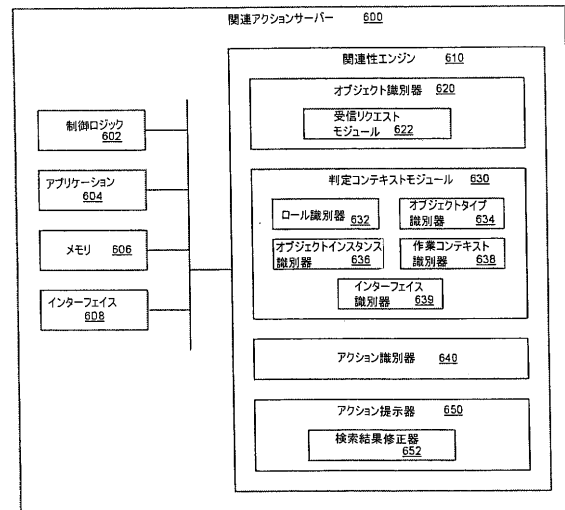 関連アクションサーバー 600
関連性エンジン 610
オブジェクト識別器 620
受信リクエスト
モジュール 622
制御ロジック
602
アプリケーション
604
メモリ 606
インターフェイス
608
判定コンテキストモジュール 630
ロール識別器
632
オブジェクトタイプ
識別器 634
オブジェクトインスタンス
識別器 636
作業コンテキスト
識別器 638
インターフェイス
識別器 639
アクション識別器 640
アクション提示器 650
検索結果修正器
652